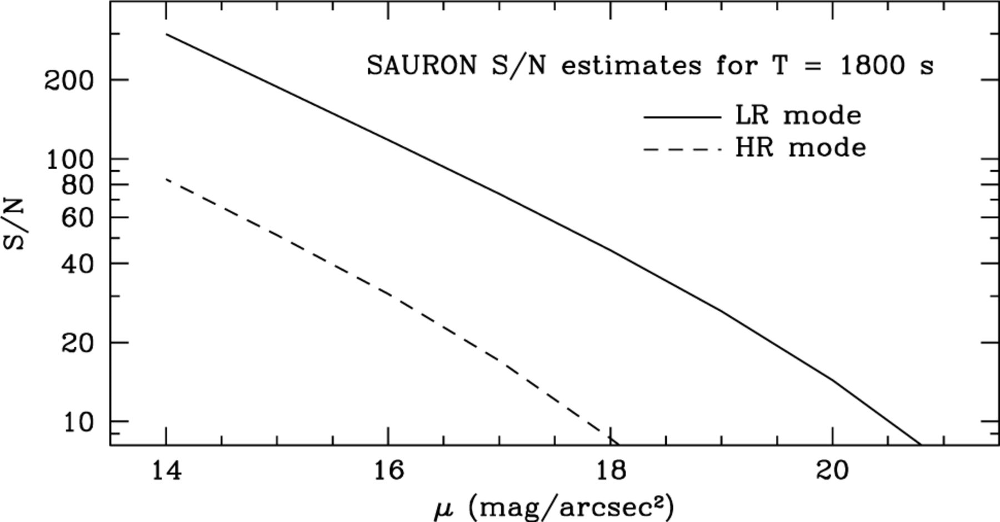 SAURON S/N estimates for T = 1800 s
LR mode
HR mode
S/N
200
100
80
60
40
20
10
14 16 18 20
μ (mag/arcsec²)